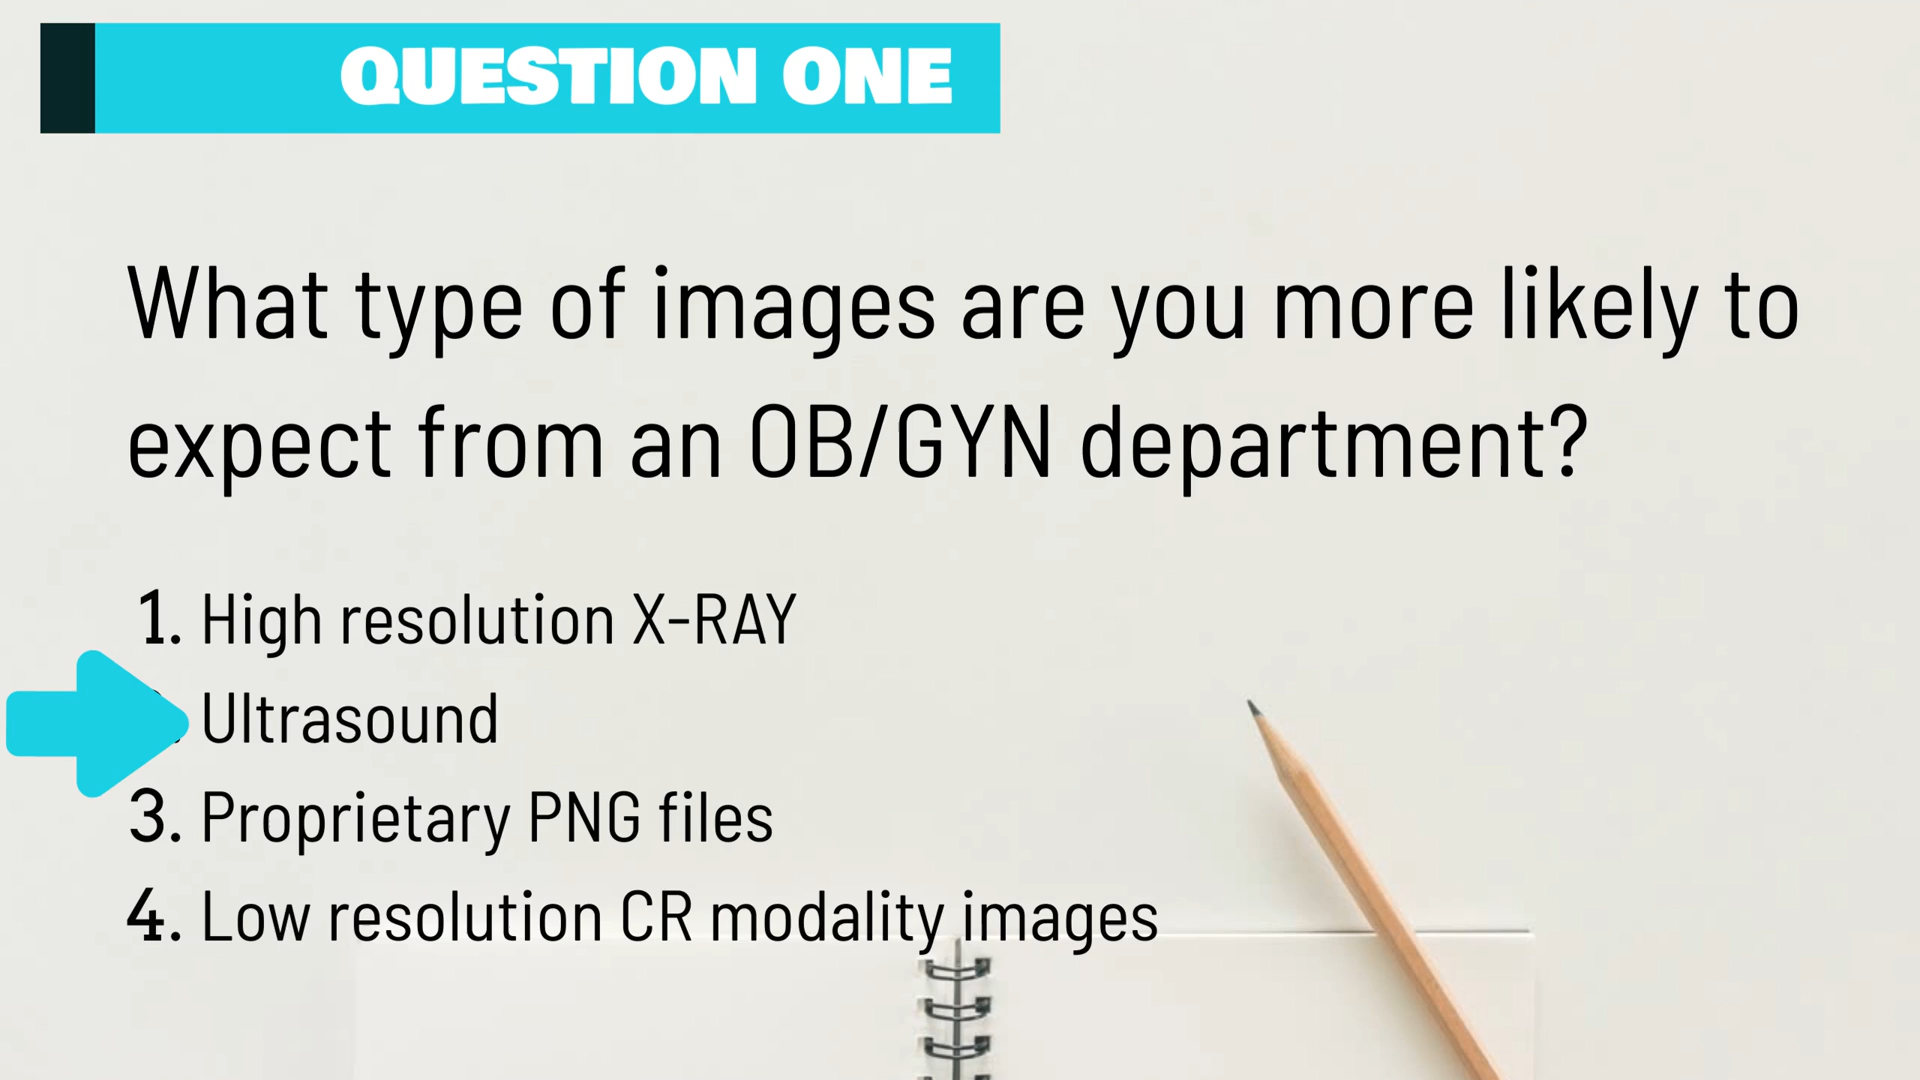 QUESTION ONE
What type of images are you more likely to
expect from an OB/GYN department?
1. High resolution X-RAY
Ultrasound
3. Proprietary PNG files
4. Low resolution CR modality images